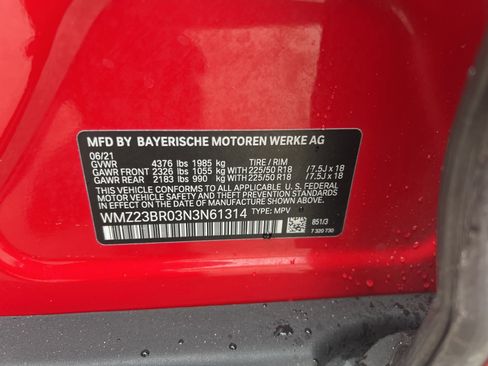 MFD BY BAYERISCHE MOTOREN WERKE AG
06/21
GVWR 4376 lbs 1985 kg TIRE / RIM
GAWR FRONT 2326 lbs 1055 kg WITH 225/50 R18 / 7.5J x 18
GAWR REAR 2183 lbs 990 kg WITH 225/50 R18 / 7.5J x 18
THIS VEHICLE CONFORMS TO ALL APPLICABLE U. S. FEDERAL
MOTOR VEHICLE SAFETY AND THEFT PREVENTION STANDARDS
IN EFFECT ON THE DATE OF MANUFACTURE SHOWN ABOVE.
WMZ23BR03N3N61314 TYPE: MPV
851/3
7 320 730